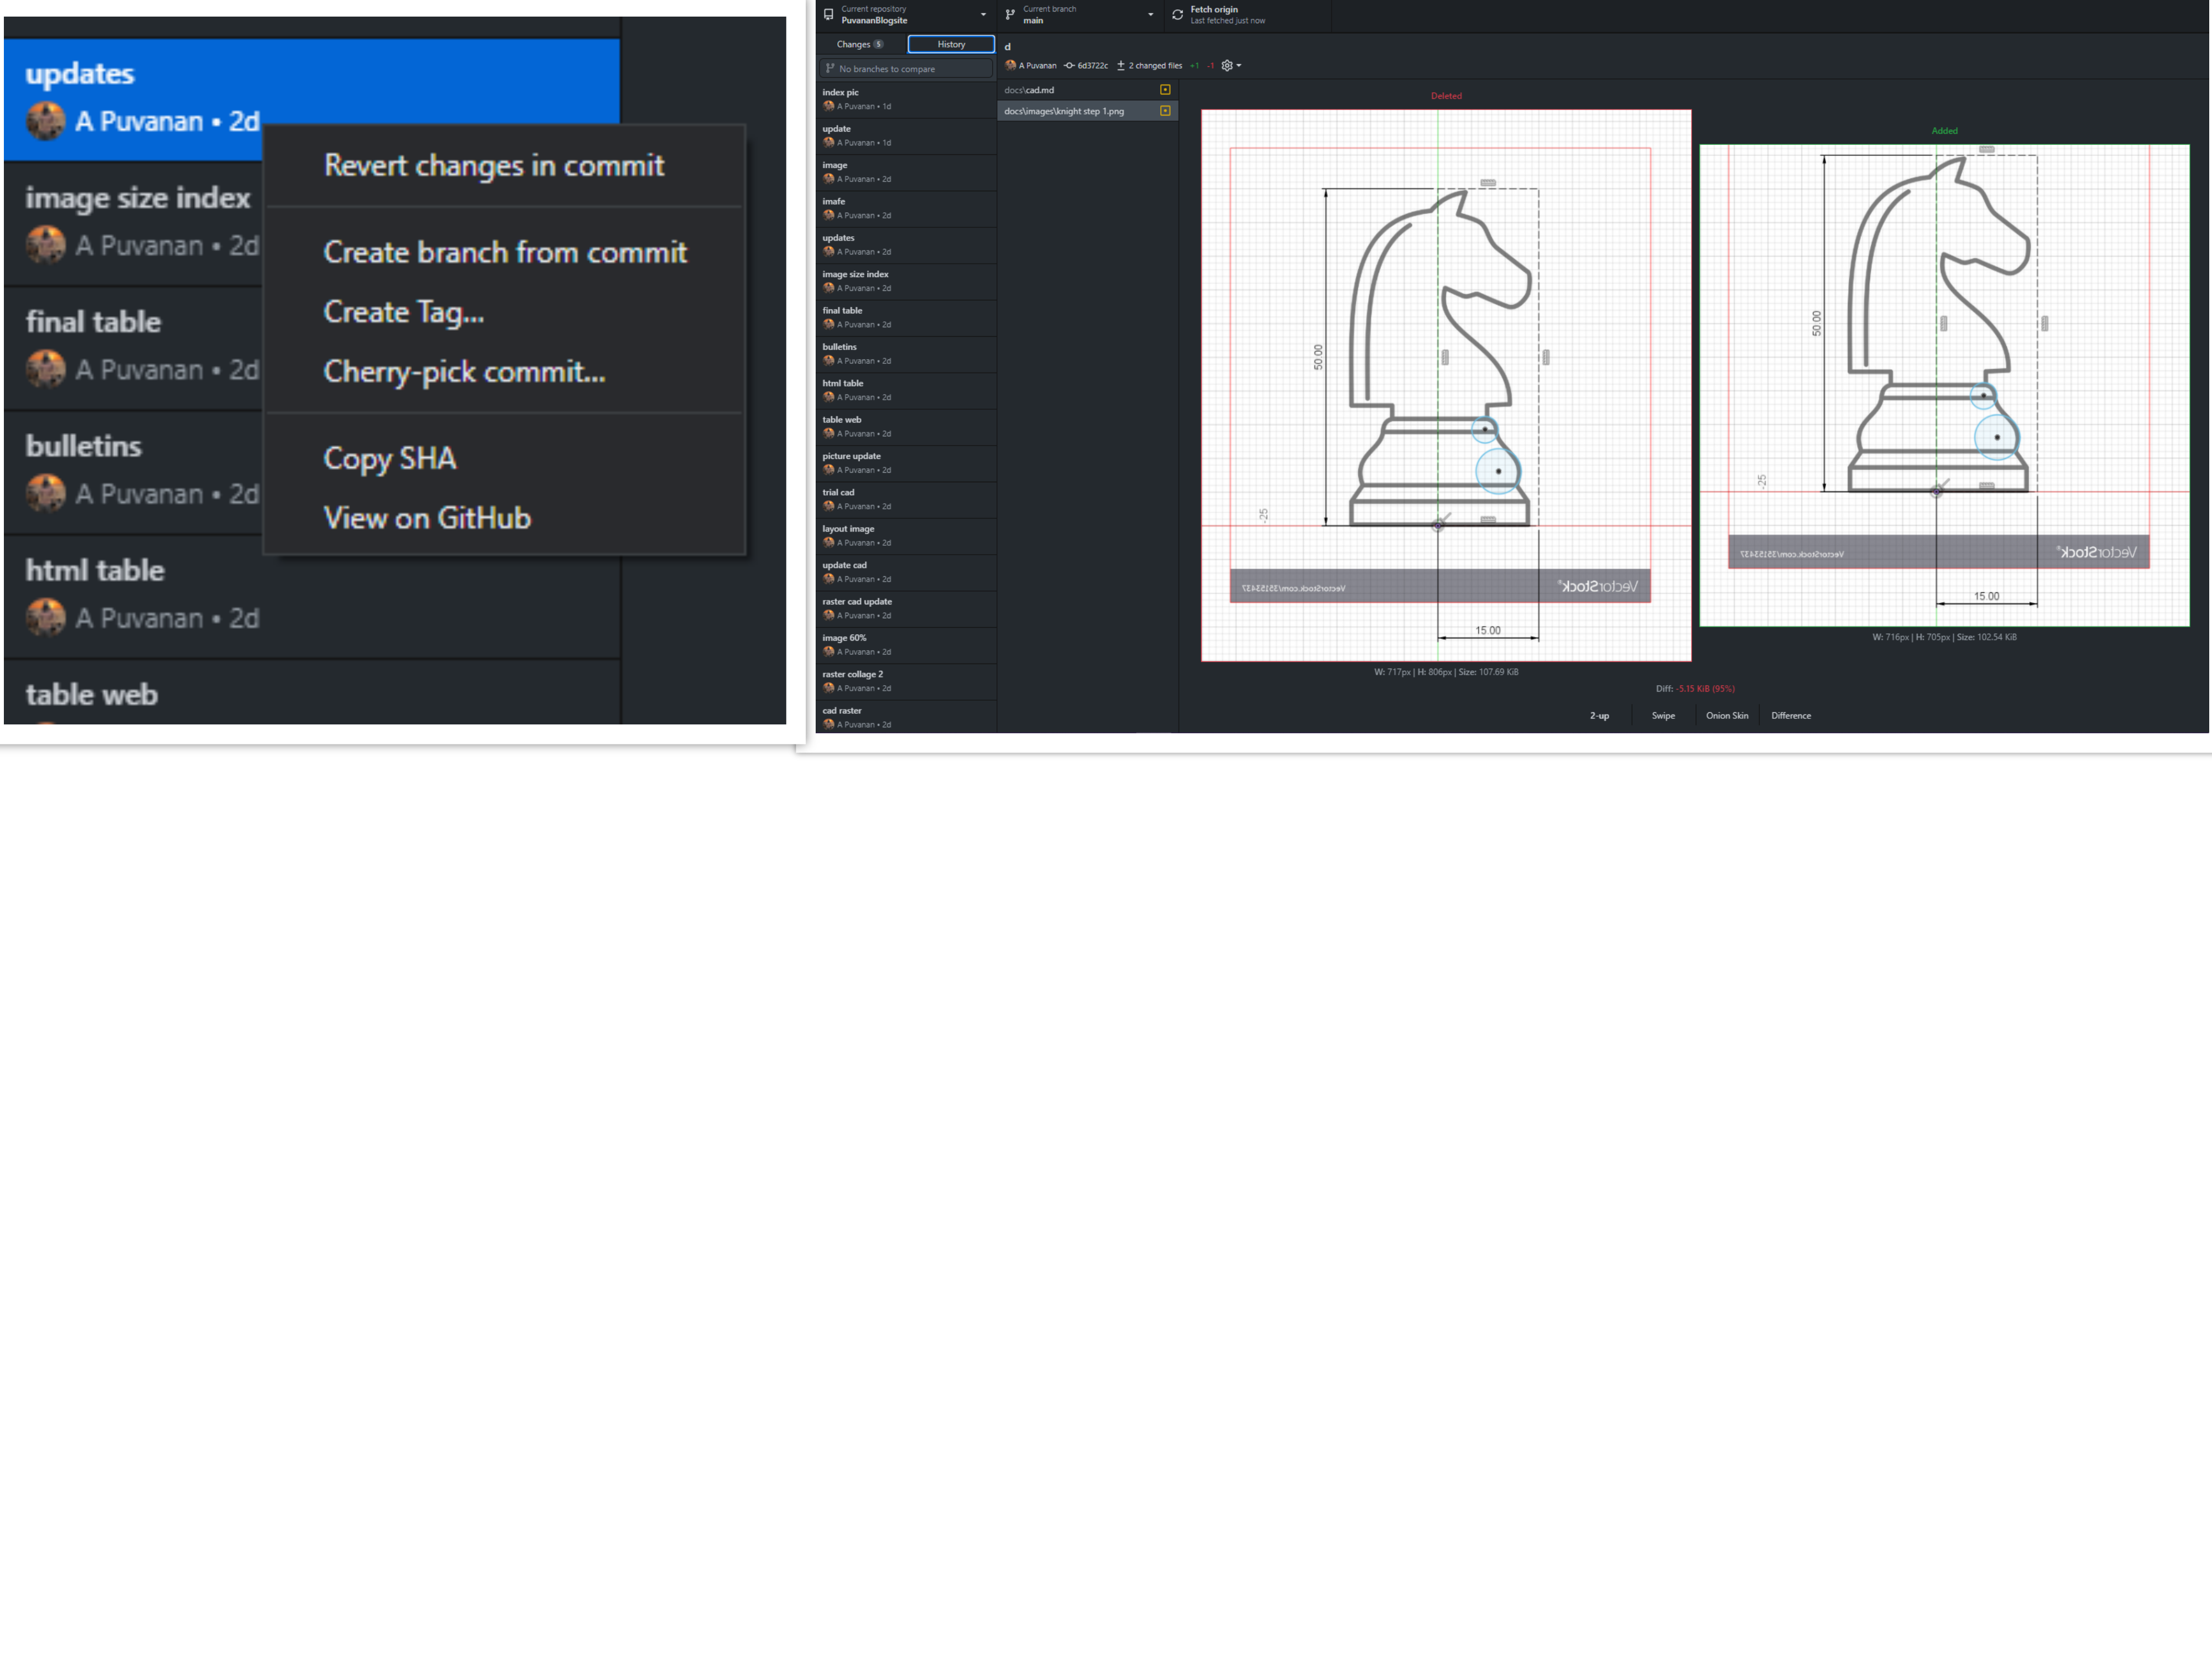 updates
A Puvanan • 2d
image size index
A Puvanan • 2d
final table
A Puvanan • 2d
bulletins
A Puvanan • 2d
html table
A Puvanan • 2d
table web
Revert changes in commit
Create branch from commit
Create Tag...
Cherry-pick commit...
Copy SHA
View on GitHub
Current repository
PuvananBlogsite
Current branch
main
Fetch origin
Last fetched just now
Changes 5
History
No branches to compare
index pic
A Puvanan • 1d
update
A Puvanan • 1d
image
A Puvanan • 2d
imafe
A Puvanan • 2d
updates
A Puvanan • 2d
image size index
A Puvanan • 2d
final table
A Puvanan • 2d
bulletins
A Puvanan • 2d
html table
A Puvanan • 2d
table web
A Puvanan • 2d
picture update
A Puvanan • 2d
trial cad
A Puvanan • 2d
layout image
A Puvanan • 2d
update cad
A Puvanan • 2d
raster cad update
A Puvanan • 2d
image 60%
A Puvanan • 2d
raster collage 2
A Puvanan • 2d
cad raster
A Puvanan • 2d
d
A Puvanan 6d3722c 2 changed files +1 -1
docs\cad.md
docs\images\knight step 1.png
Deleted
50.00
-25
VectorStock.com/35153437
VectorStock®
15.00
W: 717px | H: 806px | Size: 107.69 KiB
Added
50.00
-25
VectorStock.com/35153437
VectorStock®
15.00
W: 716px | H: 705px | Size: 102.54 KiB
Diff: -5.15 KiB (95%)
2-up
Swipe
Onion Skin
Difference